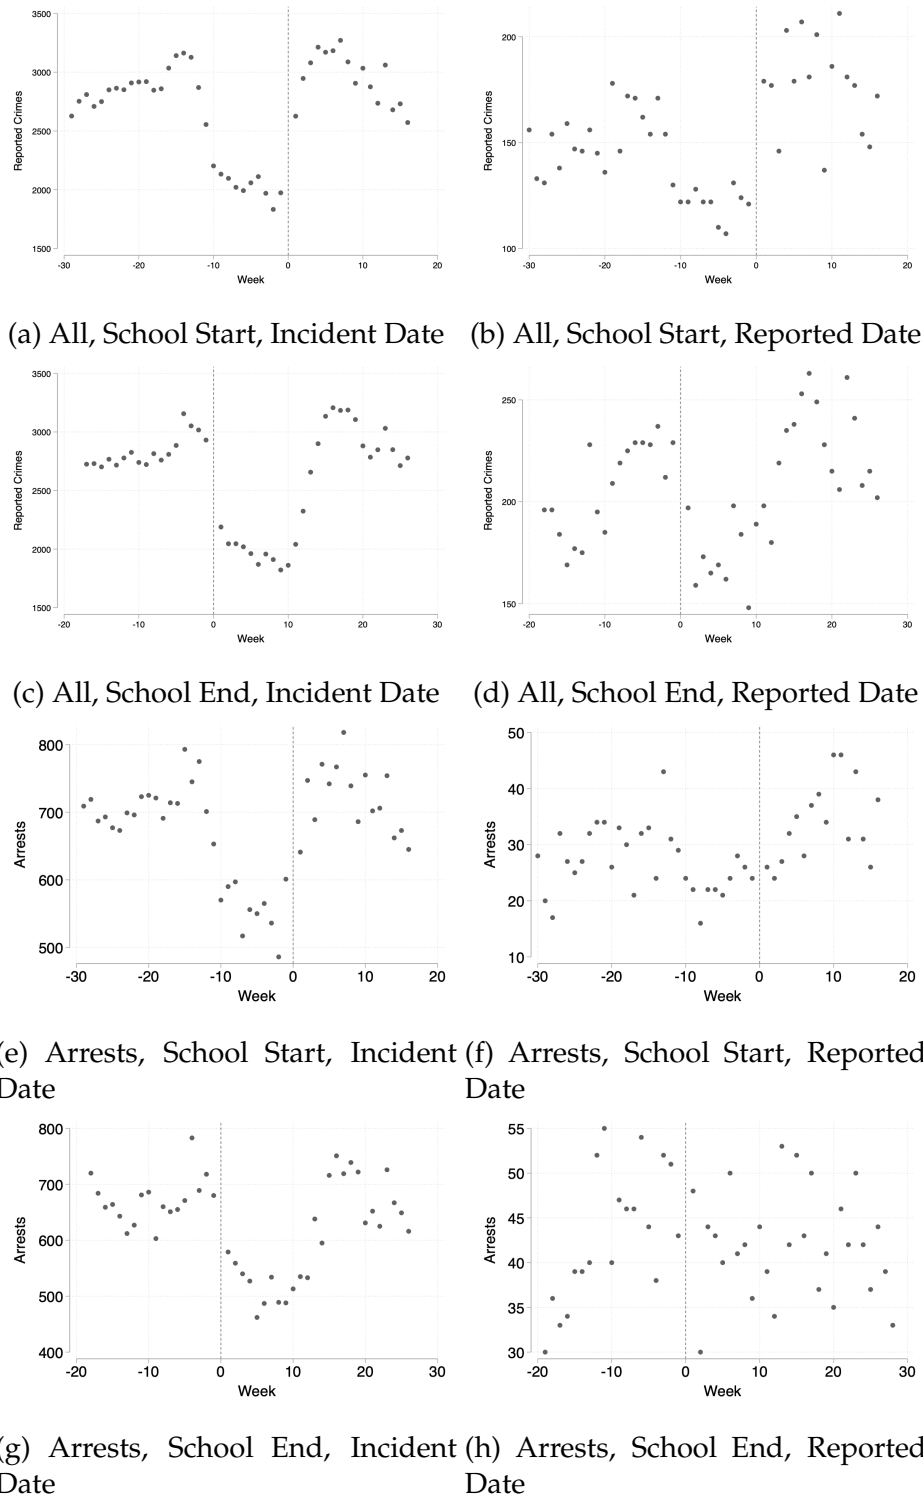 3500
3000
2500
2000
1500
Reported Crimes
-30 -20 -10 0 10 20
Week
200
150
100
Reported Crimes
-30 -20 -10 0 10 20
Week
(a) All, School Start, Incident Date
(b) All, School Start, Reported Date
3500
3000
2500
2000
1500
Reported Crimes
-20 -10 0 10 20 30
Week
250
200
150
Reported Crimes
-20 -10 0 10 20 30
Week
(c) All, School End, Incident Date
(d) All, School End, Reported Date
800
700
600
500
Arrests
-30 -20 -10 0 10 20
Week
50
40
30
20
10
Arrests
-30 -20 -10 0 10 20
Week
(e) Arrests, School Start, Incident
Date
(f) Arrests, School Start, Reported
Date
800
700
600
500
400
Arrests
-20 -10 0 10 20 30
Week
55
50
45
40
35
30
Arrests
-20 -10 0 10 20 30
Week
(g) Arrests, School End, Incident
Date
(h) Arrests, School End, Reported
Date